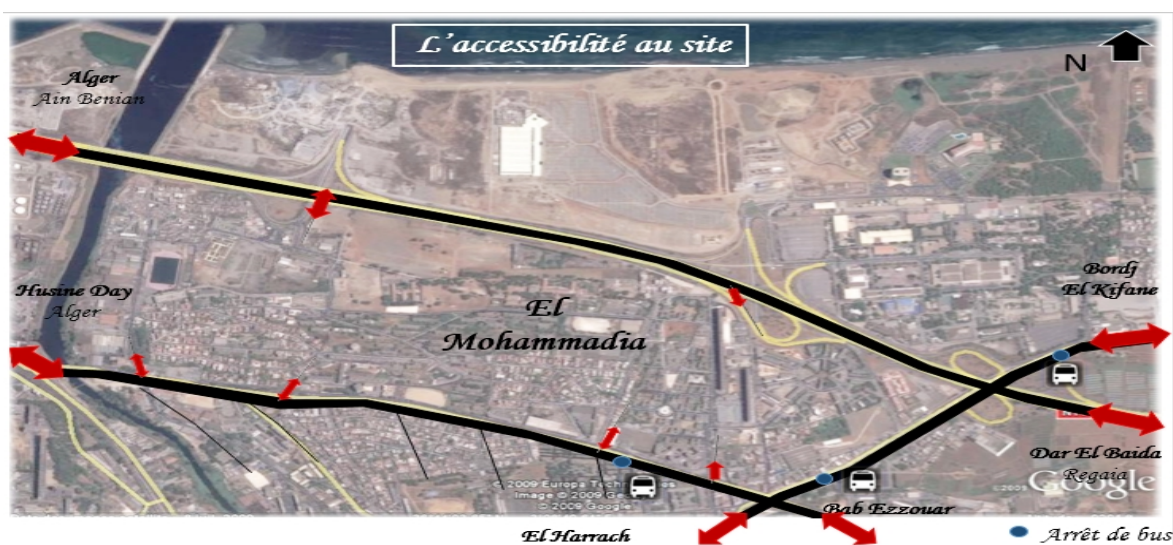 L'accessibilité au site
N
Alger
Ain Benian
Husine Day
Alger
El
Mohammadia
Bordj
El Kifane
Dar El Baida
Regaia
© 2009 Europa Technologies
Image © 2009
© 2009 Google
©2009 Google
Bab Ezzouar
El Harrach
Arrêt de bus